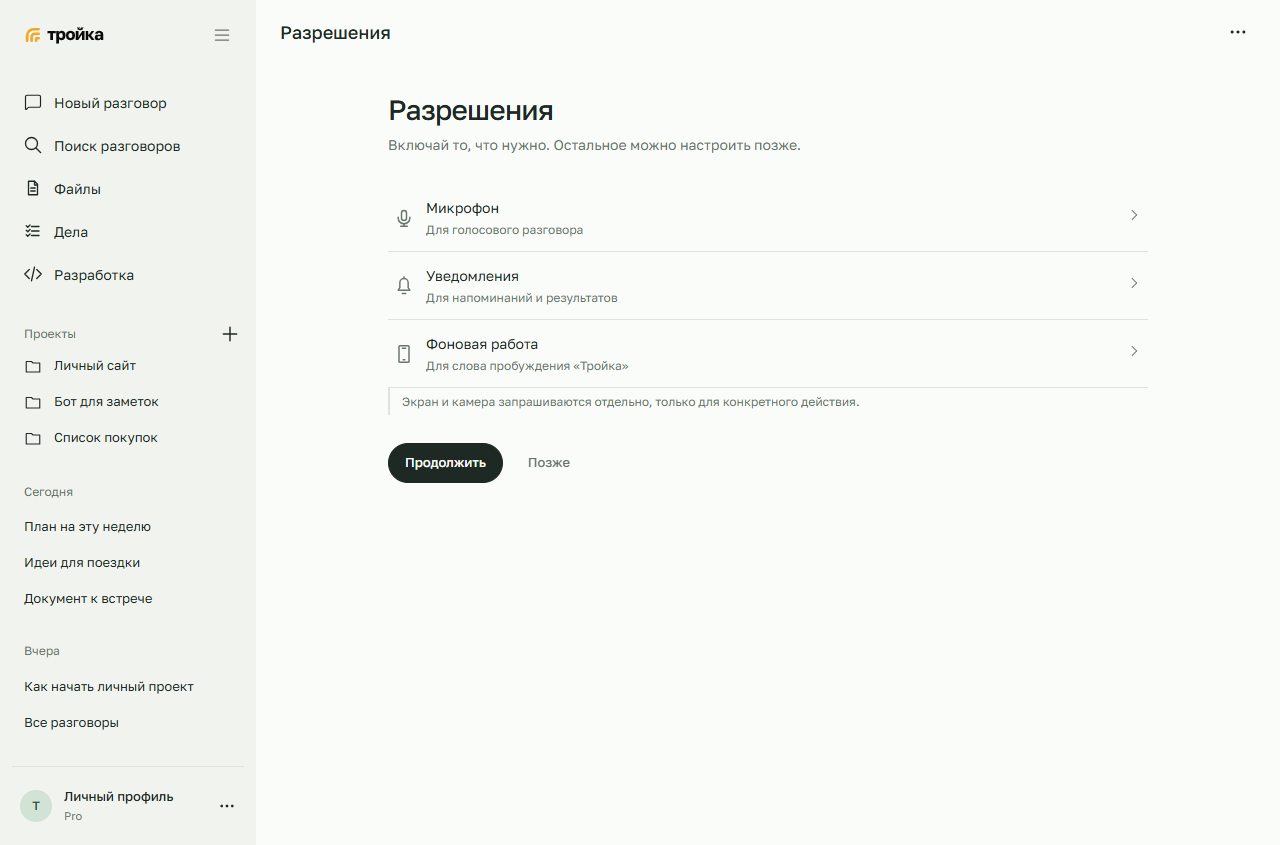 тройка
Новый разговор
Поиск разговоров
Файлы
Дела
Разработка
Проекты
Личный сайт
Бот для заметок
Список покупок
Сегодня
План на эту неделю
Идеи для поездки
Документ к встрече
Вчера
Как начать личный проект
Все разговоры
Т
Личный профиль
Pro
Разрешения
Разрешения
Включай то, что нужно. Остальное можно настроить позже.
Микрофон
Для голосового разговора
Уведомления
Для напоминаний и результатов
Фоновая работа
Для слова пробуждения «Тройка»
Экран и камера запрашиваются отдельно, только для конкретного действия.
Продолжить
Позже